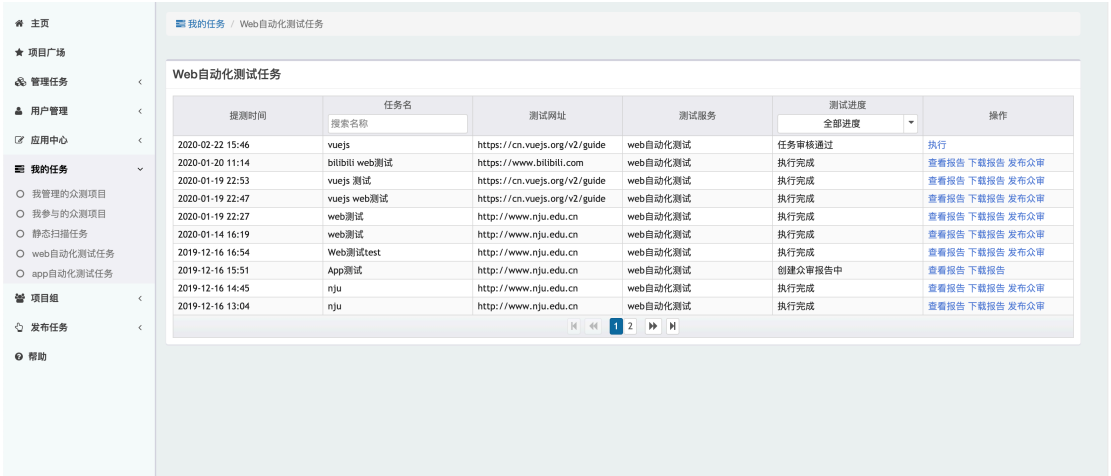 主页
项目广场
管理任务
用户管理
应用中心
我的任务
我管理的众测项目
我参与的众测项目
静态扫描任务
web自动化测试任务
app自动化测试任务
项目组
发布任务
帮助
我的任务 / Web自动化测试任务
Web自动化测试任务
提测时间 任务名 测试网址 测试服务 测试进度 操作
搜索名称 全部进度
2020-02-22 15:46 vuejs https://cn.vuejs.org/v2/guide web自动化测试 任务审核通过 执行
2020-01-20 11:14 bilibili web测试 https://www.bilibili.com web自动化测试 执行完成 查看报告 下载报告 发布众审
2020-01-19 22:53 vuejs 测试 https://cn.vuejs.org/v2/guide web自动化测试 执行完成 查看报告 下载报告 发布众审
2020-01-19 22:47 vuejs web测试 https://cn.vuejs.org/v2/guide web自动化测试 执行完成 查看报告 下载报告 发布众审
2020-01-19 22:27 web测试 http://www.nju.edu.cn web自动化测试 执行完成 查看报告 下载报告 发布众审
2020-01-14 16:19 web测试 http://www.nju.edu.cn web自动化测试 执行完成 查看报告 下载报告 发布众审
2019-12-16 16:54 Web测试test http://www.nju.edu.cn web自动化测试 执行完成 查看报告 下载报告 发布众审
2019-12-16 15:51 App测试 http://www.nju.edu.cn web自动化测试 创建众审报告中 查看报告 下载报告
2019-12-16 14:45 nju http://www.nju.edu.cn web自动化测试 执行完成 查看报告 下载报告 发布众审
2019-12-16 13:04 nju http://www.nju.edu.cn web自动化测试 执行完成 查看报告 下载报告 发布众审
1 2